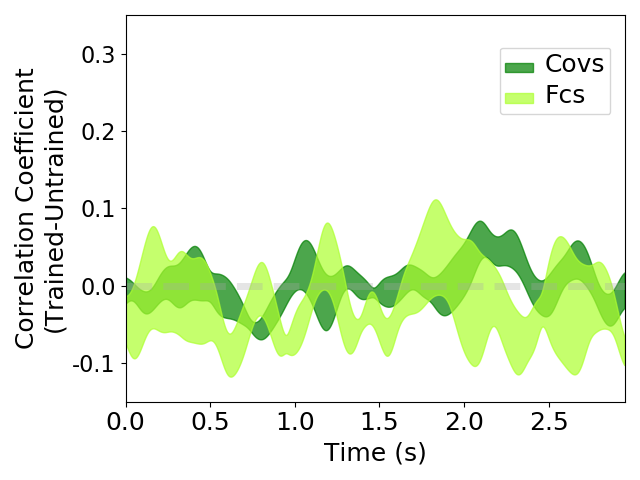 Correlation Coefficient
(Trained-Untrained)
0.3
0.2
0.1
0.0
-0.1
Covs
Fcs
0.0 0.5 1.0 1.5 2.0 2.5
Time (s)